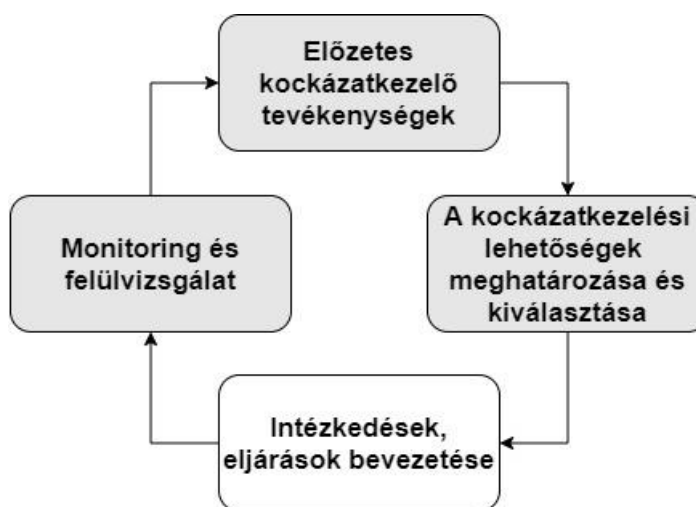 Előzetes
kockázatkezelő
tevékenységek
A kockázatkezelési
lehetőségek
meghatározása és
kiválasztása
Intézkedések,
eljárások bevezetése
Monitoring és
felülvizsgálat